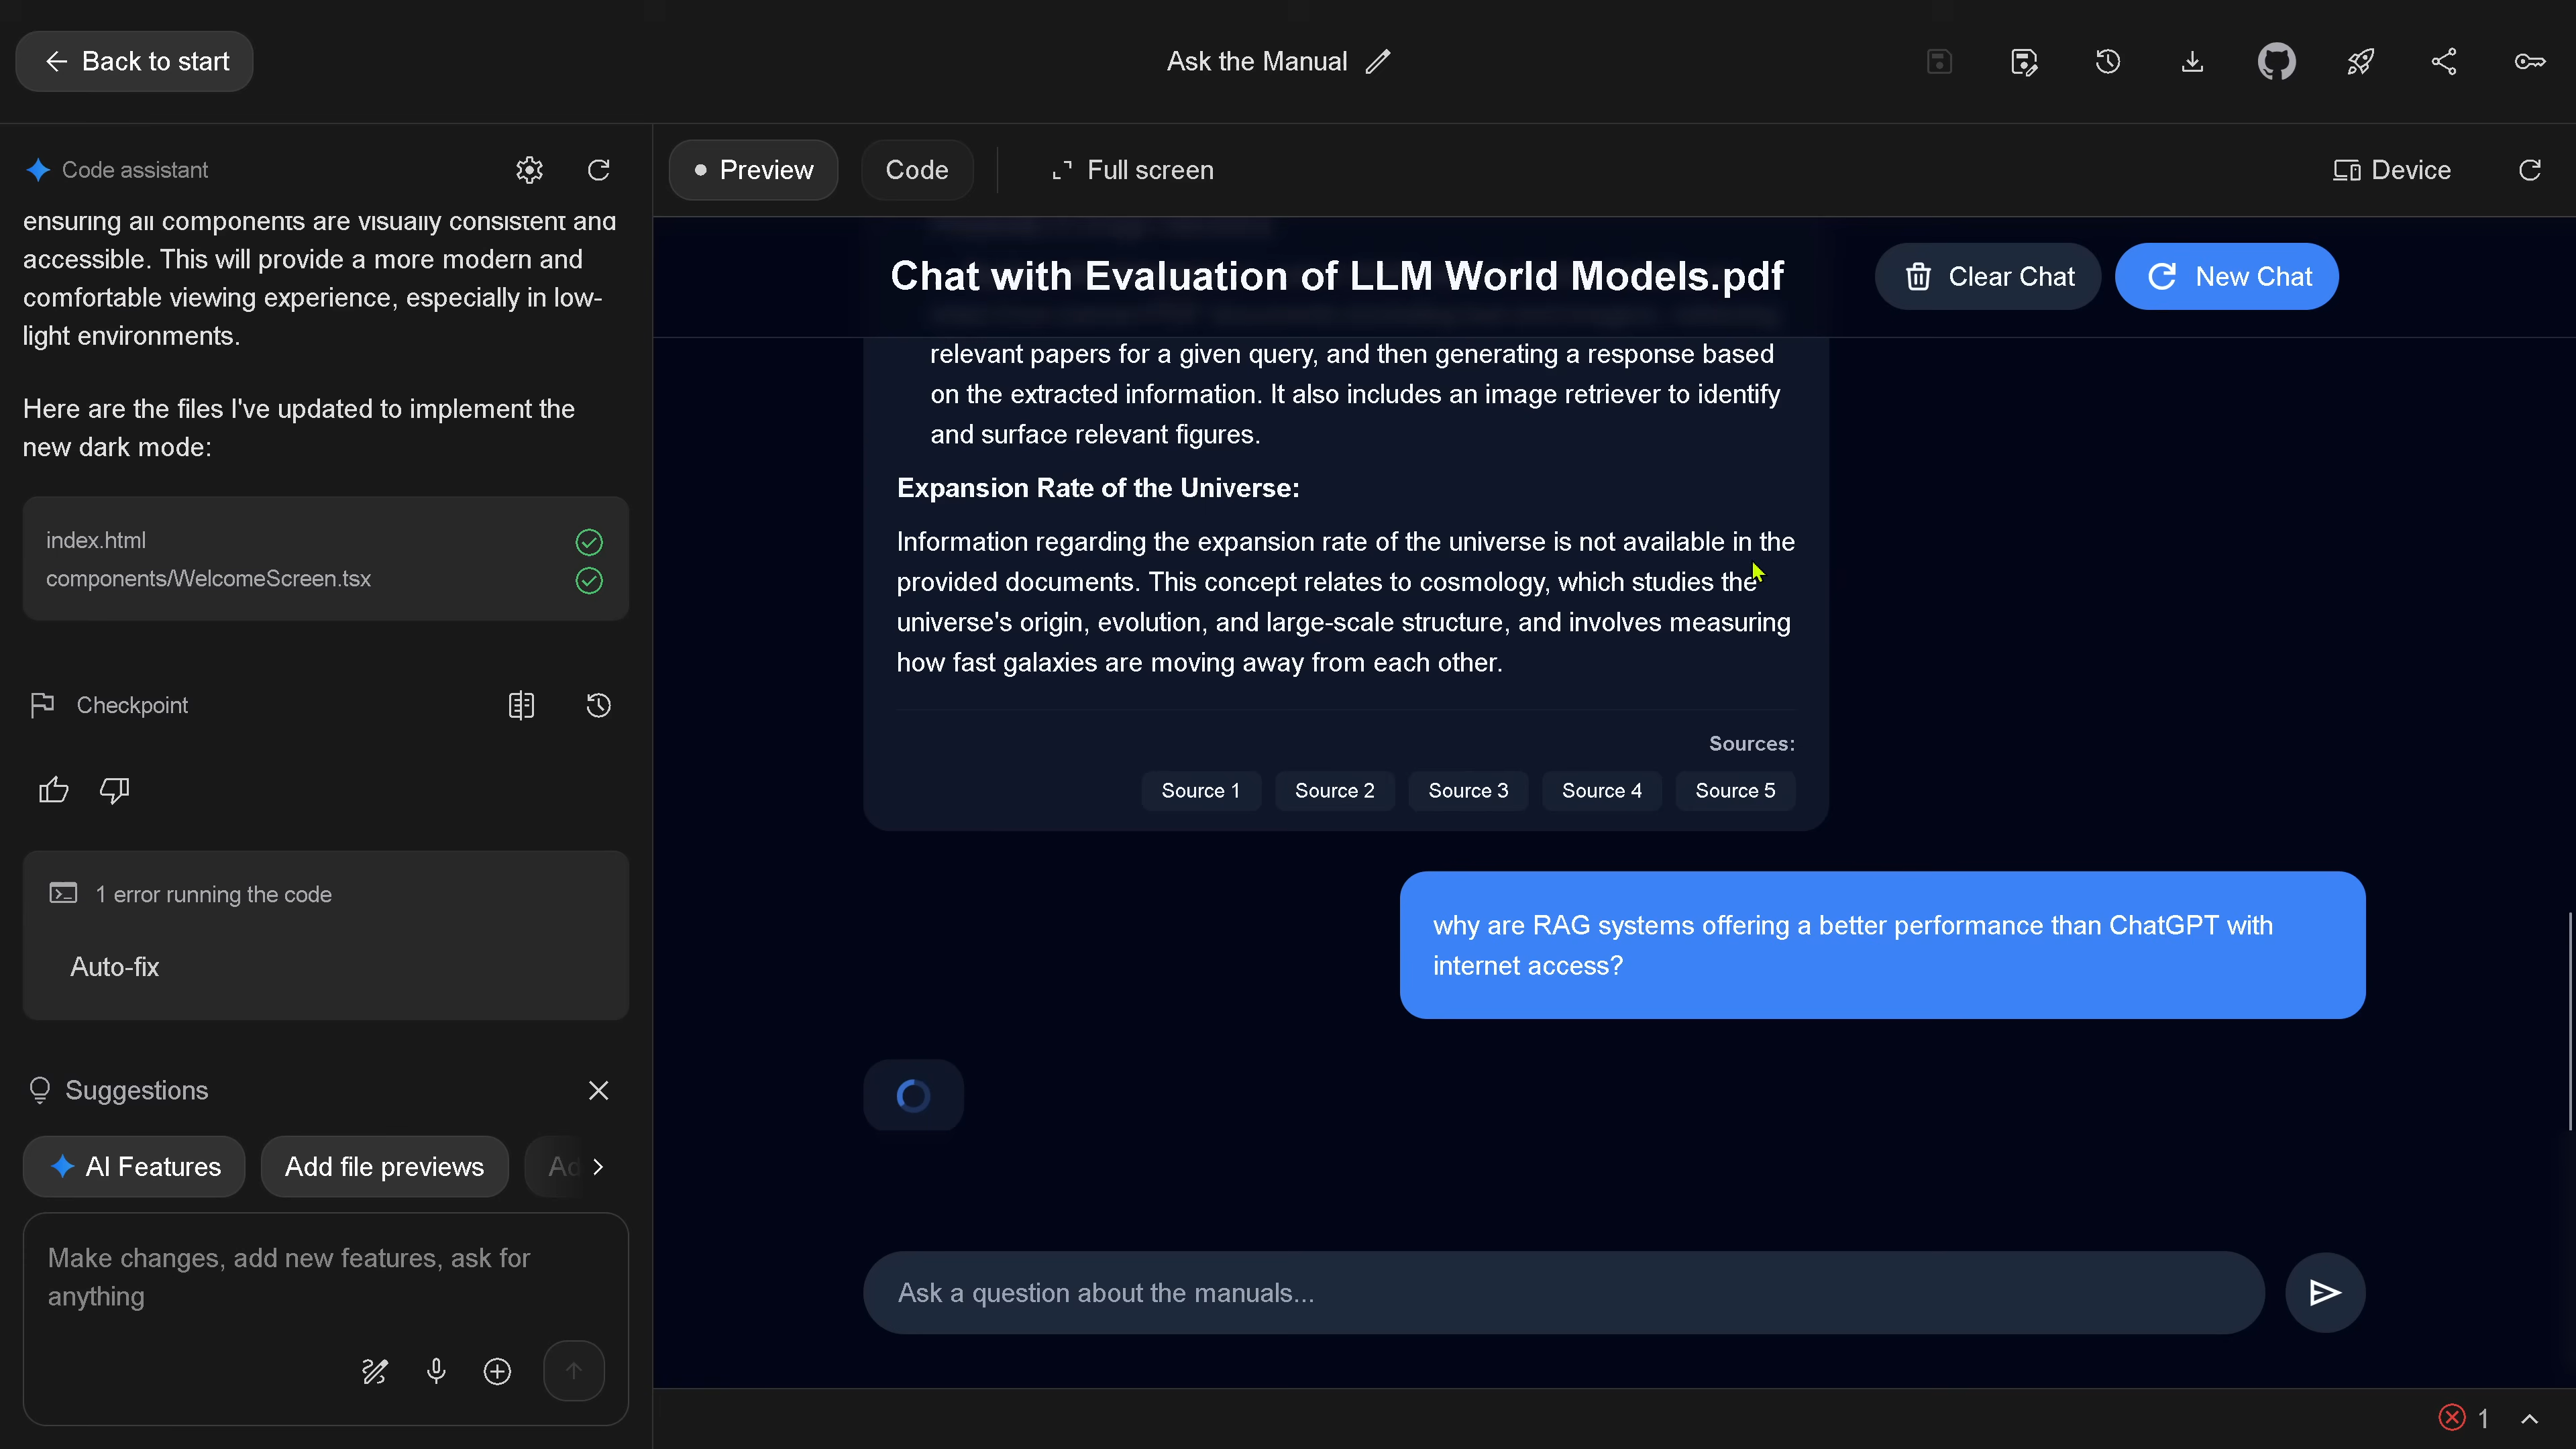 Back to start
Ask the Manual
Code assistant
ensuring all components are visually consistent and
accessible. This will provide a more modern and
comfortable viewing experience, especially in low-
light environments.
Here are the files I've updated to implement the
new dark mode:
index.html
components/WelcomeScreen.tsx
Checkpoint
1 error running the code
Auto-fix
Suggestions
AI Features
Add file previews
Ad
Make changes, add new features, ask for
anything
Preview
Code
Full screen
Device
Chat with Evaluation of LLM World Models.pdf
Clear Chat
New Chat
relevant papers for a given query, and then generating a response based
on the extracted information. It also includes an image retriever to identify
and surface relevant figures.
Expansion Rate of the Universe:
Information regarding the expansion rate of the universe is not available in the
provided documents. This concept relates to cosmology, which studies the
universe's origin, evolution, and large-scale structure, and involves measuring
how fast galaxies are moving away from each other.
Sources:
Source 1
Source 2
Source 3
Source 4
Source 5
why are RAG systems offering a better performance than ChatGPT with
internet access?
Ask a question about the manuals...
1